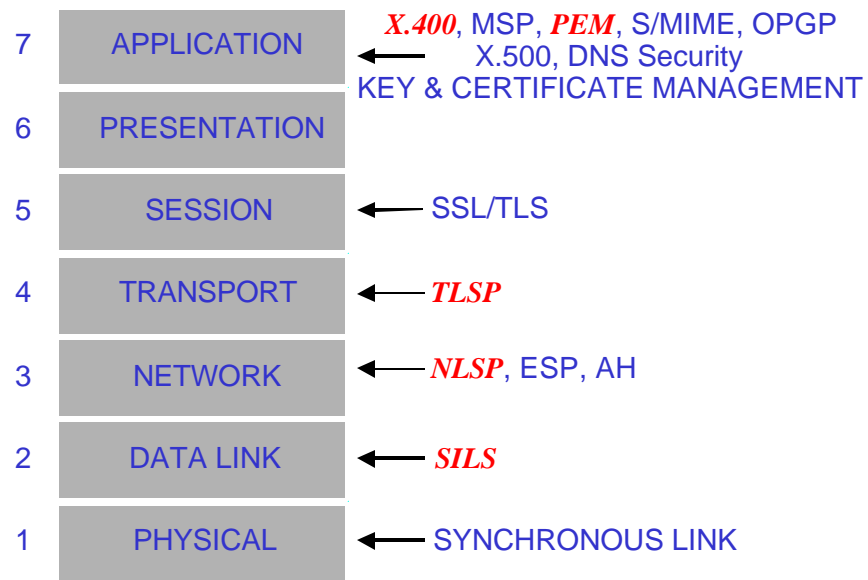 X.400, MSP, PEM, S/MIME, OPGP
7 APPLICATION X.500, DNS Security
KEY & CERTIFICATE MANAGEMENT
6 PRESENTATION
5 SESSION SSL/TLS
4 TRANSPORT TLSP
3 NETWORK NLSP, ESP, AH
2 DATA LINK SILS
1 PHYSICAL SYNCHRONOUS LINK